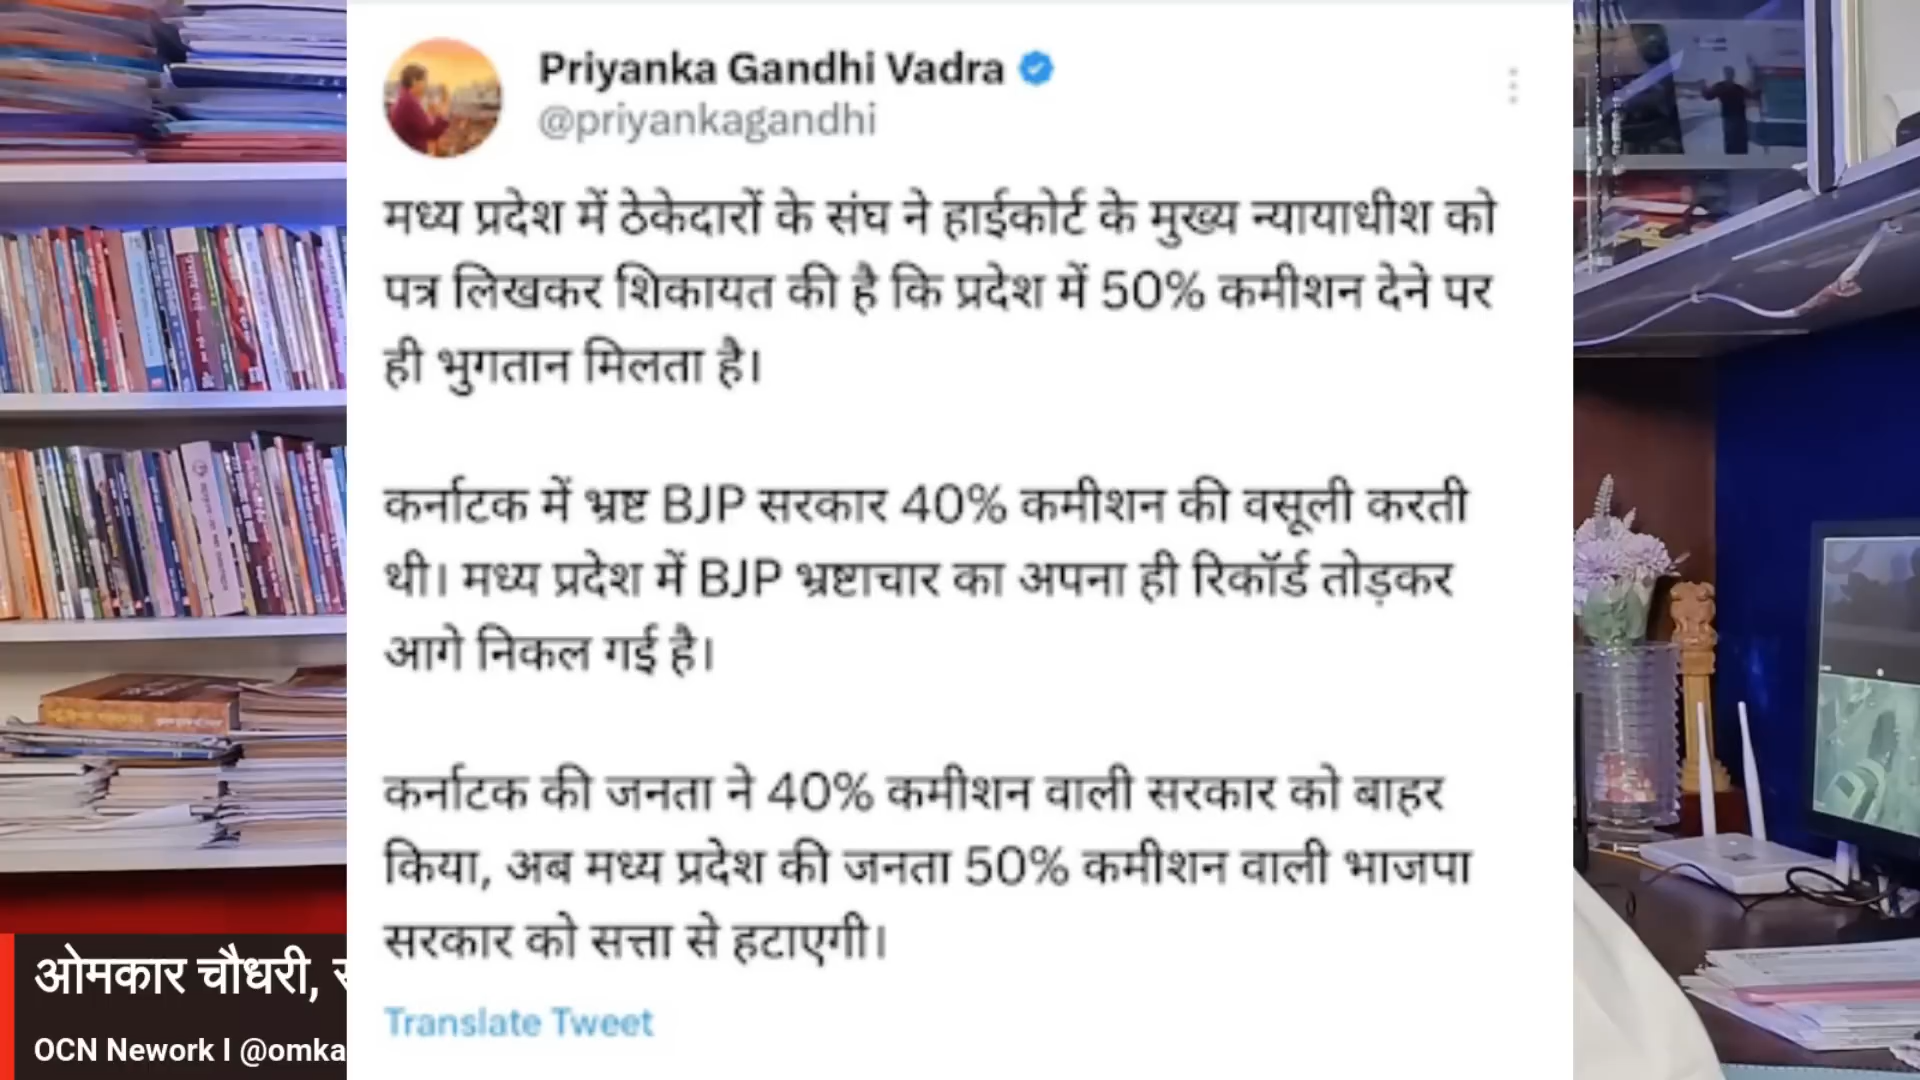 Priyanka Gandhi Vadra
@priyankagandhi
मध्य प्रदेश में ठेकेदारों के संघ ने हाईकोर्ट के मुख्य न्यायाधीश को
पत्र लिखकर शिकायत की है कि प्रदेश में 50% कमीशन देने पर
ही भुगतान मिलता है।
कर्नाटक में भ्रष्ट BJP सरकार 40% कमीशन की वसूली करती
थी। मध्य प्रदेश में BJP भ्रष्टाचार का अपना ही रिकॉर्ड तोड़कर
आगे निकल गई है।
कर्नाटक की जनता ने 40% कमीशन वाली सरकार को बाहर
किया, अब मध्य प्रदेश की जनता 50% कमीशन वाली भाजपा
सरकार को सत्ता से हटाएगी।
Translate Tweet
ओमकार चौधरी,
OCN Nework I @omka